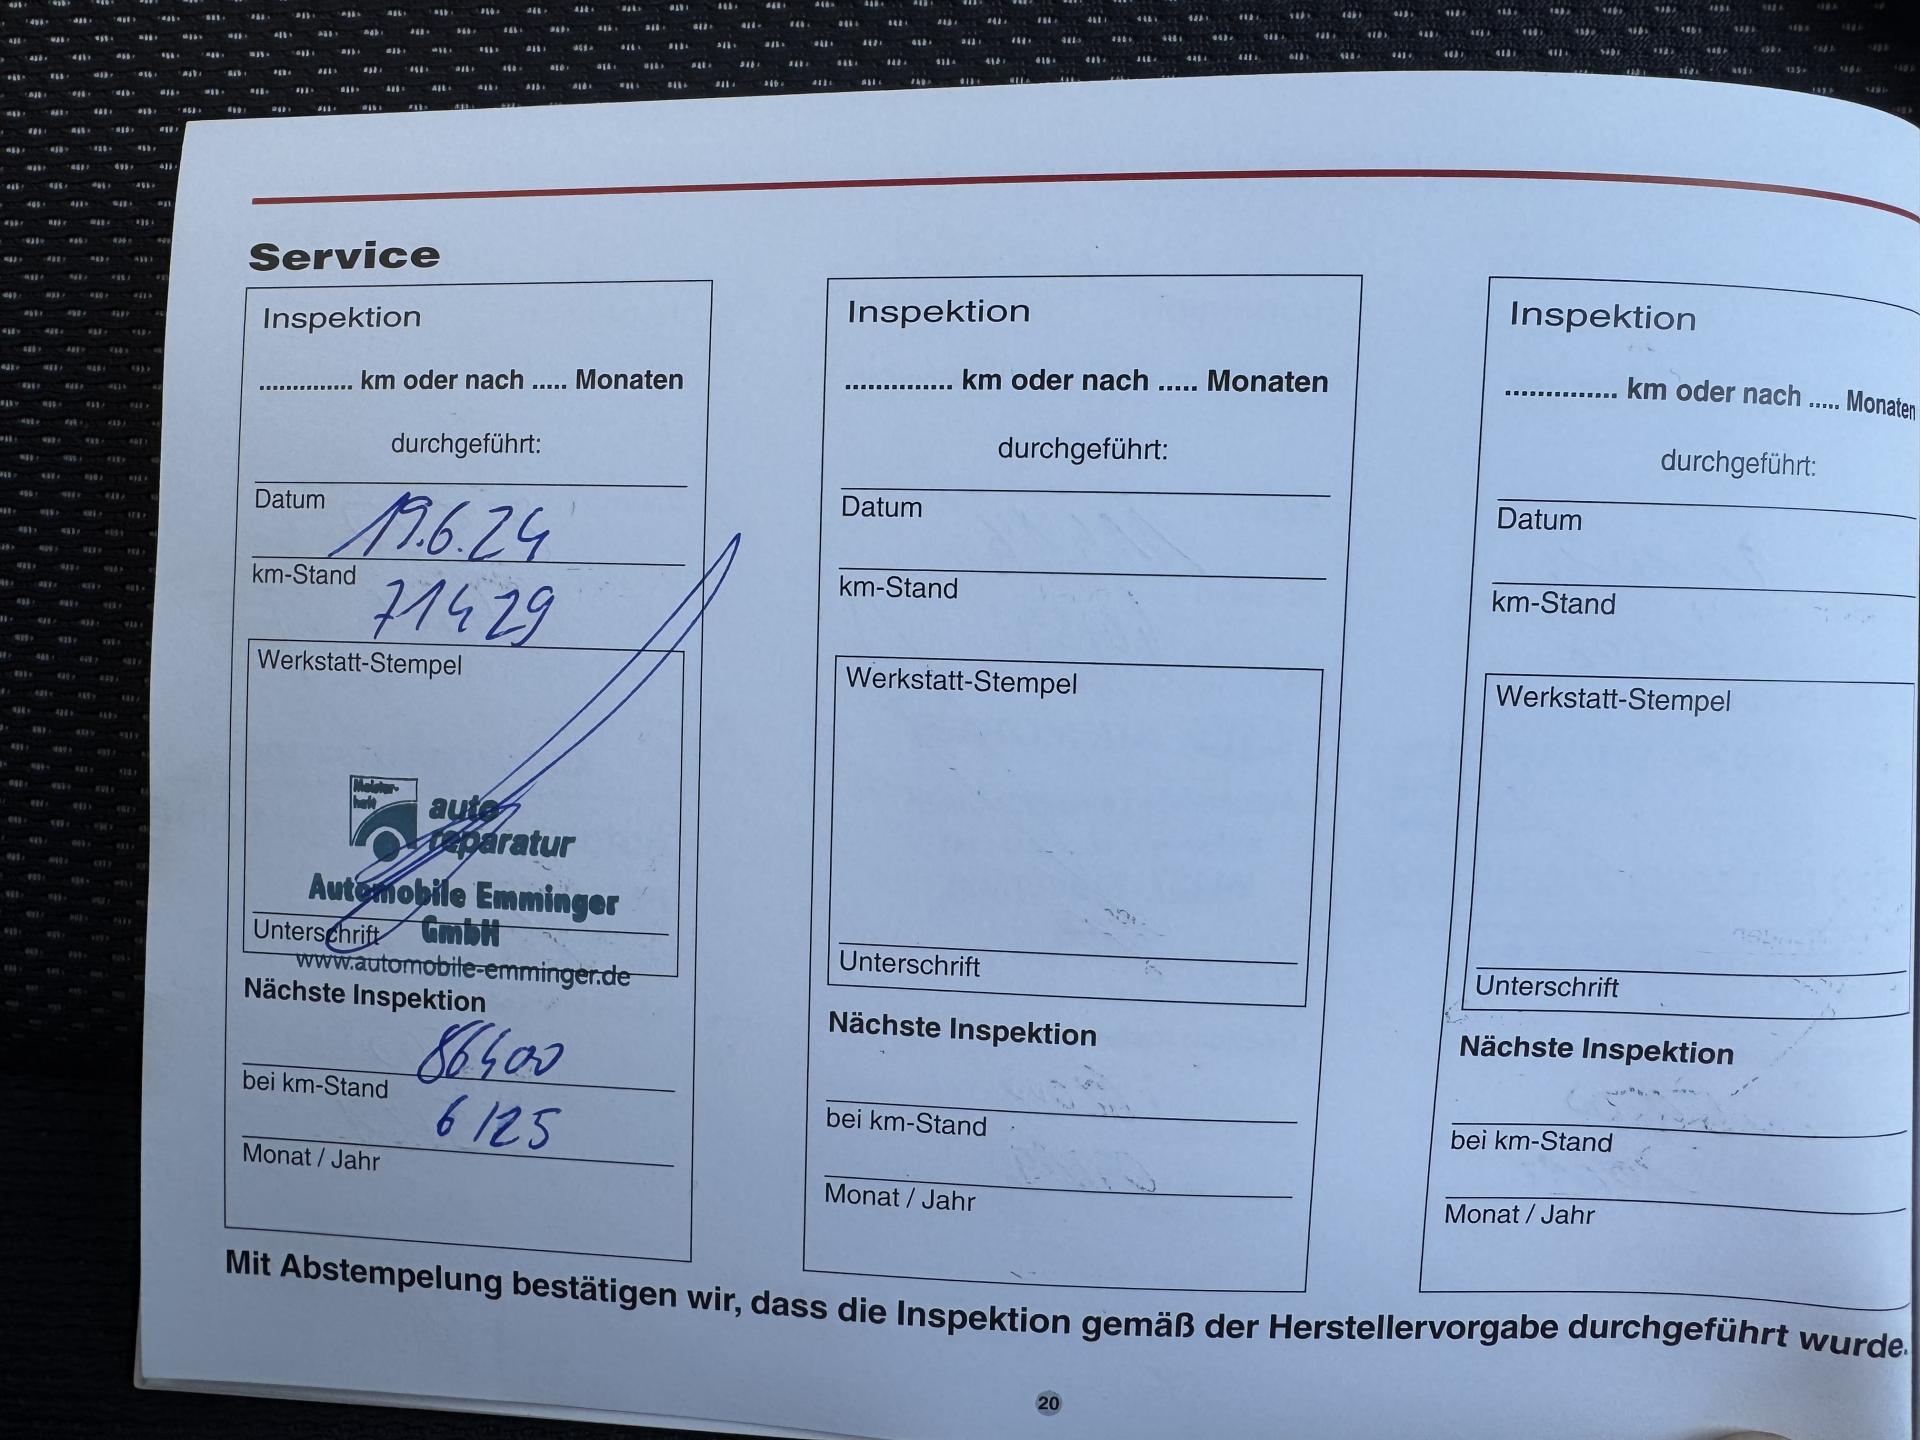 Service
Inspektion
.............. km oder nach ..... Monaten
durchgeführt:
Datum 19.6.24
km-Stand 71429
Werkstatt-Stempel
Meister-
haft
auto
reparatur
Automobile Emminger
GmbH
Unterschrift
www.automobile-emminger.de
Nächste Inspektion
86400
bei km-Stand
6/25
Monat / Jahr
Inspektion
.............. km oder nach ..... Monaten
durchgeführt:
Datum
km-Stand
Werkstatt-Stempel
Unterschrift
Nächste Inspektion
bei km-Stand
Monat / Jahr
Inspektion
.............. km oder nach ..... Monaten
durchgeführt:
Datum
km-Stand
Werkstatt-Stempel
Unterschrift
Nächste Inspektion
bei km-Stand
Monat / Jahr
Mit Abstempelung bestätigen wir, dass die Inspektion gemäß der Herstellervorgabe durchgeführt wurde.
20